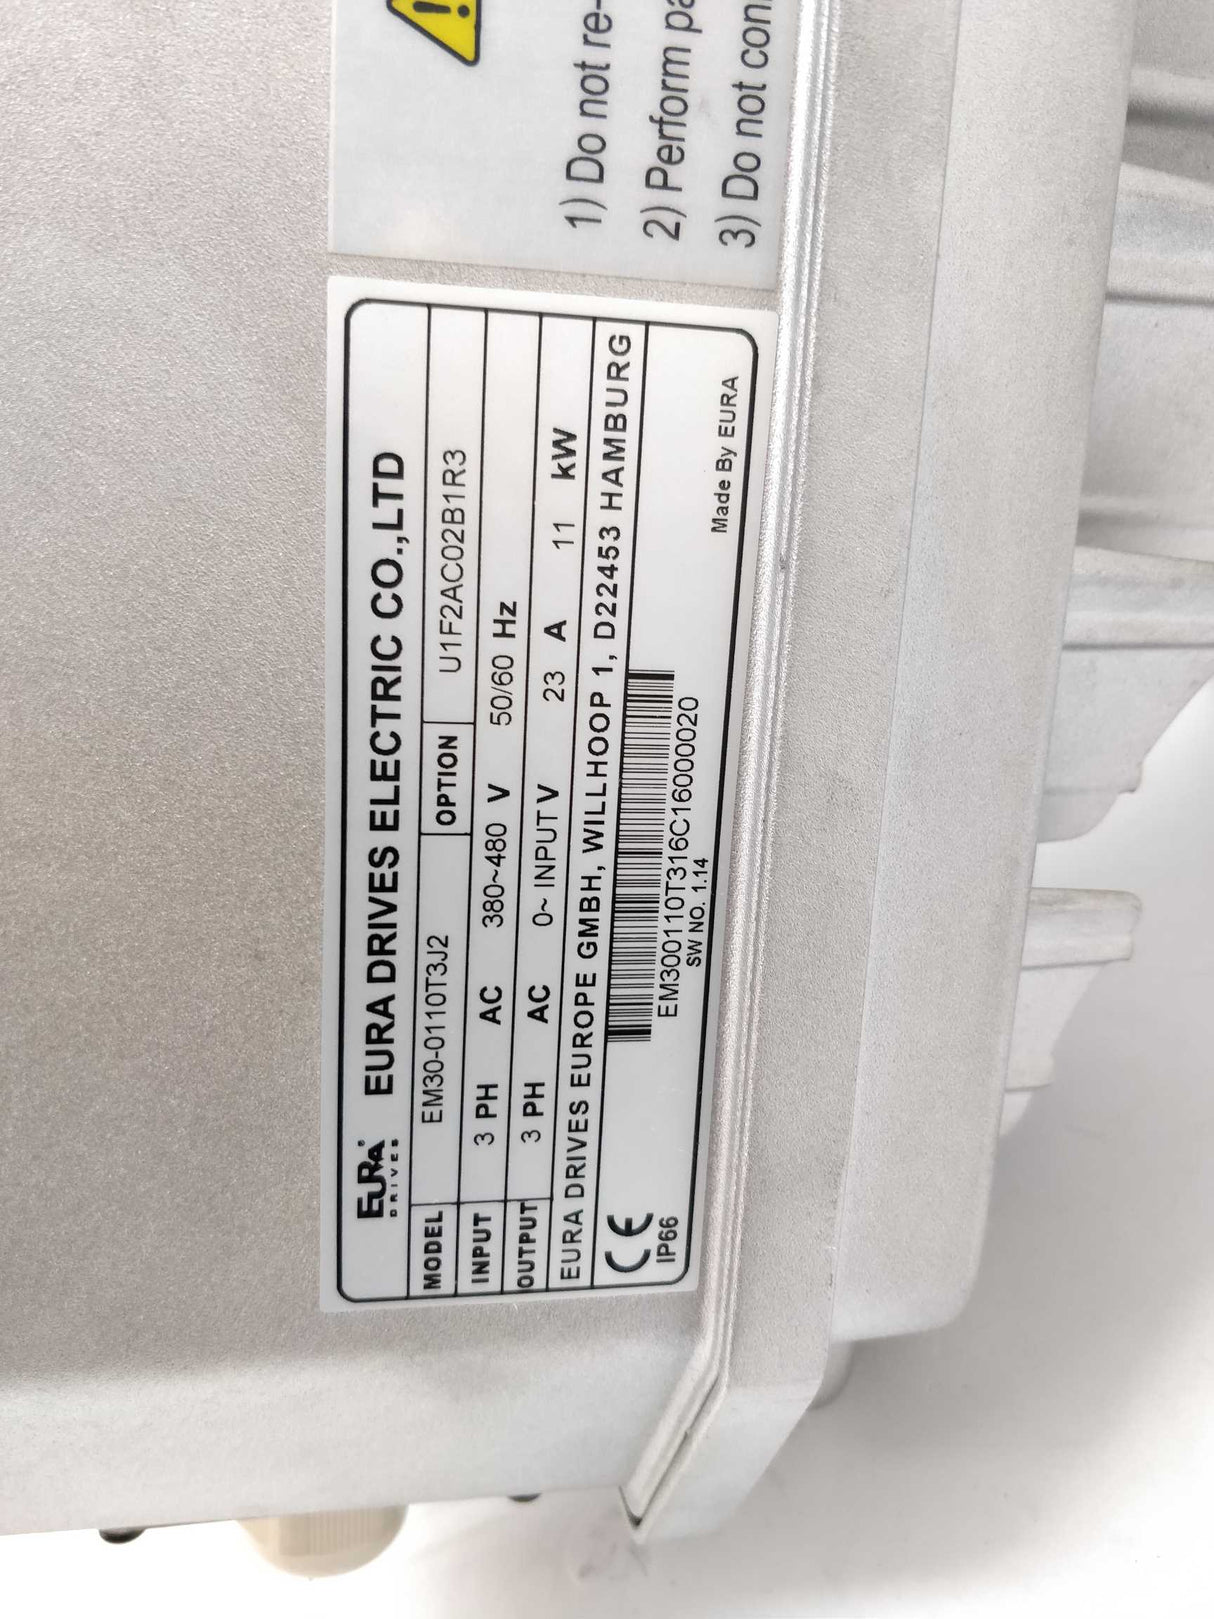 EURA DRIVES EURA DRIVES ELECTRIC CO.,LTD
MODEL EM30-0110T3J2 OPTION U1F2AC02B1R3
INPUT 3 PH AC 380~480 V 50/60 Hz
OUTPUT 3 PH AC 0~ INPUT V 23 A 11 kW
EURA DRIVES EUROPE GMBH, WILLHOOP 1, D22453 HAMBURG
CE
IP66
EM300110T316C16000020
SW NO. 1.14
Made By EURA
1) Do not re-
2) Perform pa
3) Do not con